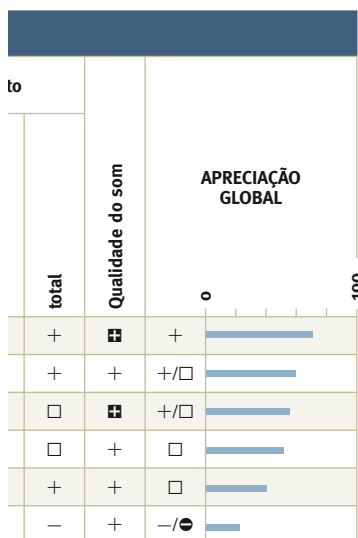 to
total
Qualidade do som
APRECIAÇÃO
GLOBAL
0
100
+ + +
+ + +/□
□ + +/□
□ + □
+ + □
− + −/●